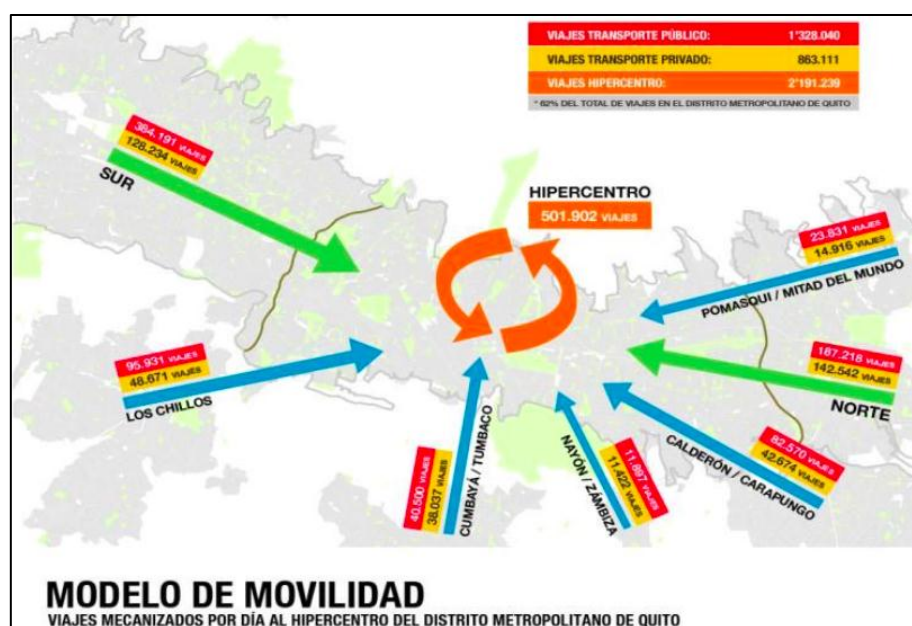 VIAJES TRANSPORTE PÚBLICO: 1'328.040
VIAJES TRANSPORTE PRIVADO: 863.111
VIAJES HIPERCENTRO: 2'191.239
* 62% DEL TOTAL DE VIAJES EN EL DISTRITO METROPOLITANO DE QUITO
384.191 VIAJES
128.234 VIAJES
SUR
HIPERCENTRO
501.902 VIAJES
23.831 VIAJES
14.916 VIAJES
POMASQUI / MITAD DEL MUNDO
95.931 VIAJES
48.671 VIAJES
LOS CHILLOS
187.218 VIAJES
142.542 VIAJES
NORTE
40.500 VIAJES
38.037 VIAJES
CUMBAYÁ / TUMBACO
NAYÓN / ZÁMBIZA
11.897 VIAJES
11.422 VIAJES
CALDERÓN / CARAPUNGO
82.570 VIAJES
42.674 VIAJES
MODELO DE MOVILIDAD
VIAJES MECANIZADOS POR DÍA AL HIPERCENTRO DEL DISTRITO METROPOLITANO DE QUITO